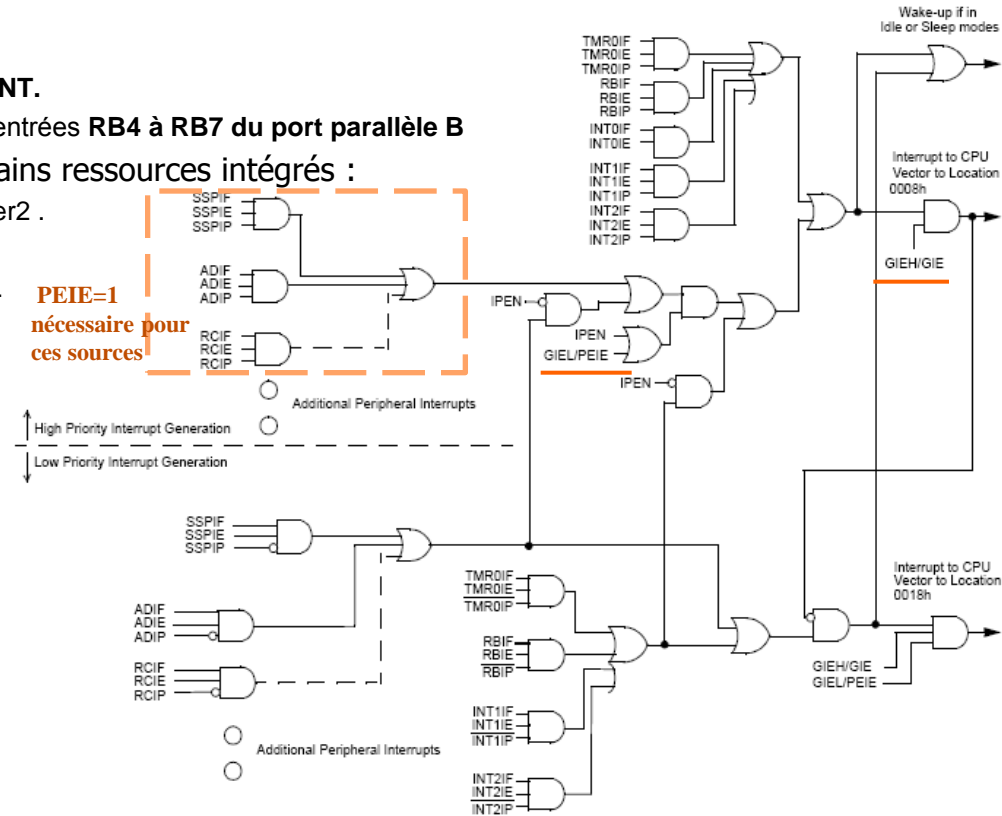 NT.
entrées RB4 à RB7 du port parallèle B
ains ressources intégrés :
er2 .
PEIE=1
nécessaire pour
ces sources
SSPIF
SSPIE
SSPIP
ADIF
ADIE
ADIP
RCIF
RCIE
RCIP
Additional Peripheral Interrupts
High Priority Interrupt Generation
Low Priority Interrupt Generation
TMR0IF
TMR0IE
TMR0IP
RBIF
RBIE
RBIP
INT0IF
INT0IE
INT1IF
INT1IE
INT1IP
INT2IF
INT2IE
INT2IP
IPEN
IPEN
GIEL/PEIE
IPEN
Wake-up if in
Idle or Sleep modes
Interrupt to CPU
Vector to Location
0008h
GIEH/GIE
SSPIF
SSPIE
SSPIP
ADIF
ADIE
ADIP
RCIF
RCIE
RCIP
Additional Peripheral Interrupts
TMR0IF
TMR0IE
TMR0IP
RBIF
RBIE
RBIP
INT1IF
INT1IE
INT1IP
INT2IF
INT2IE
INT2IP
Interrupt to CPU
Vector to Location
0018h
GIEH/GIE
GIEL/PEIE